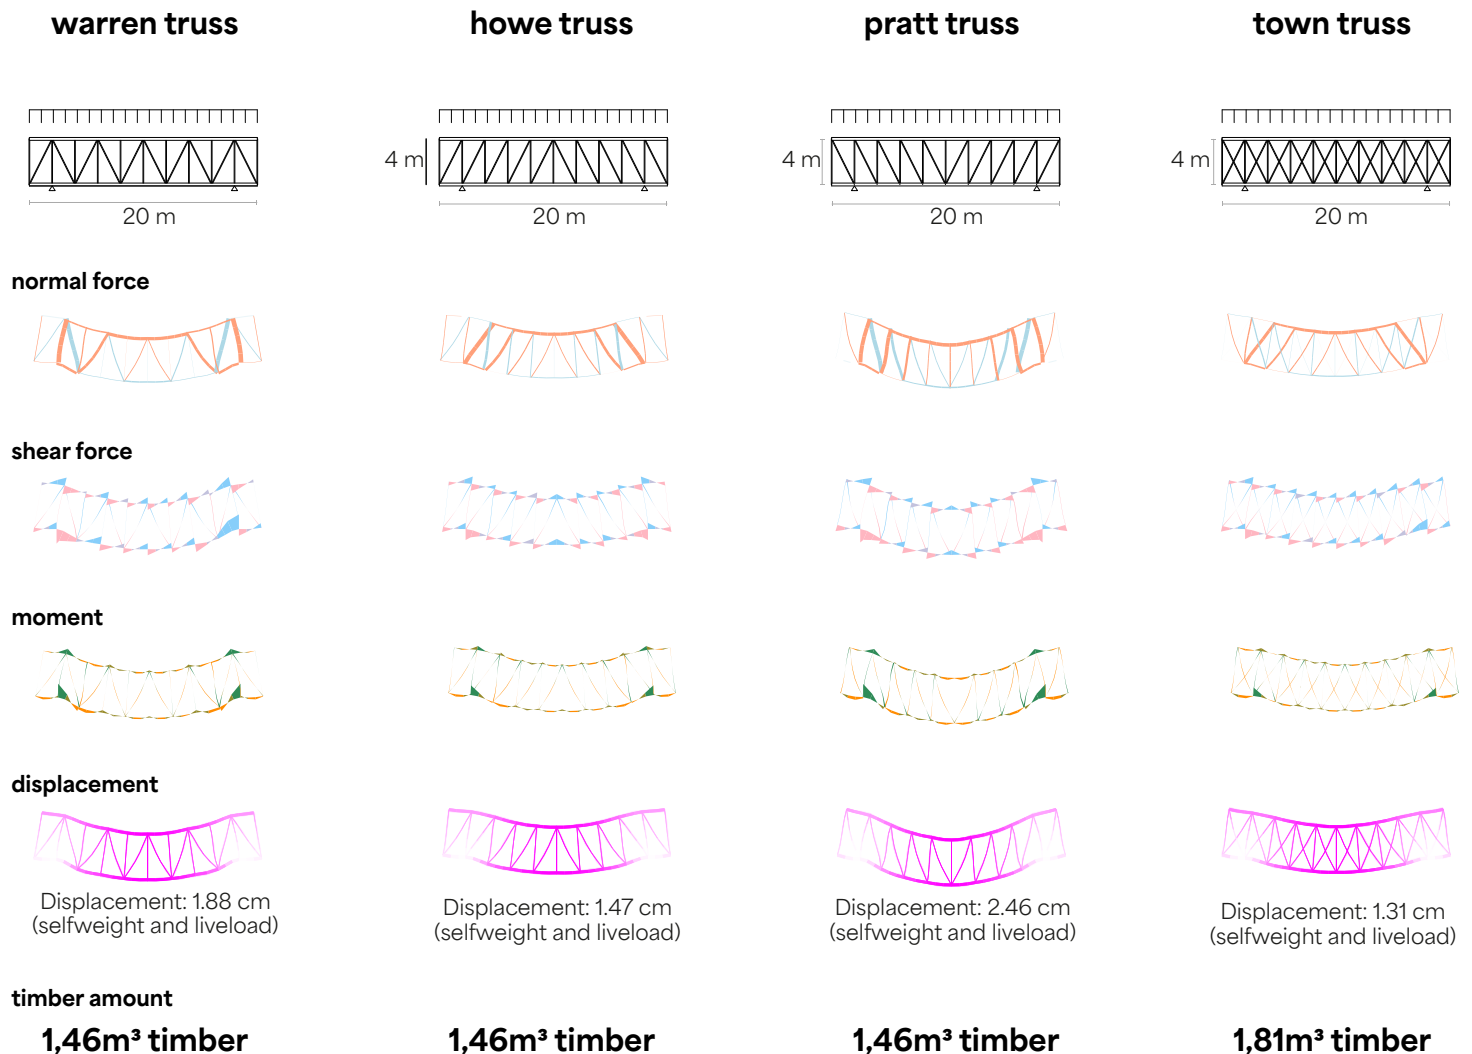 warren truss
howe truss
pratt truss
town truss
4 m
4 m
4 m
20 m
20 m
20 m
20 m
normal force
shear force
moment
displacement
Displacement: 1.88 cm
(selfweight and liveload)
Displacement: 1.47 cm
(selfweight and liveload)
Displacement: 2.46 cm
(selfweight and liveload)
Displacement: 1.31 cm
(selfweight and liveload)
timber amount
1,46m³ timber
1,46m³ timber
1,46m³ timber
1,81m³ timber